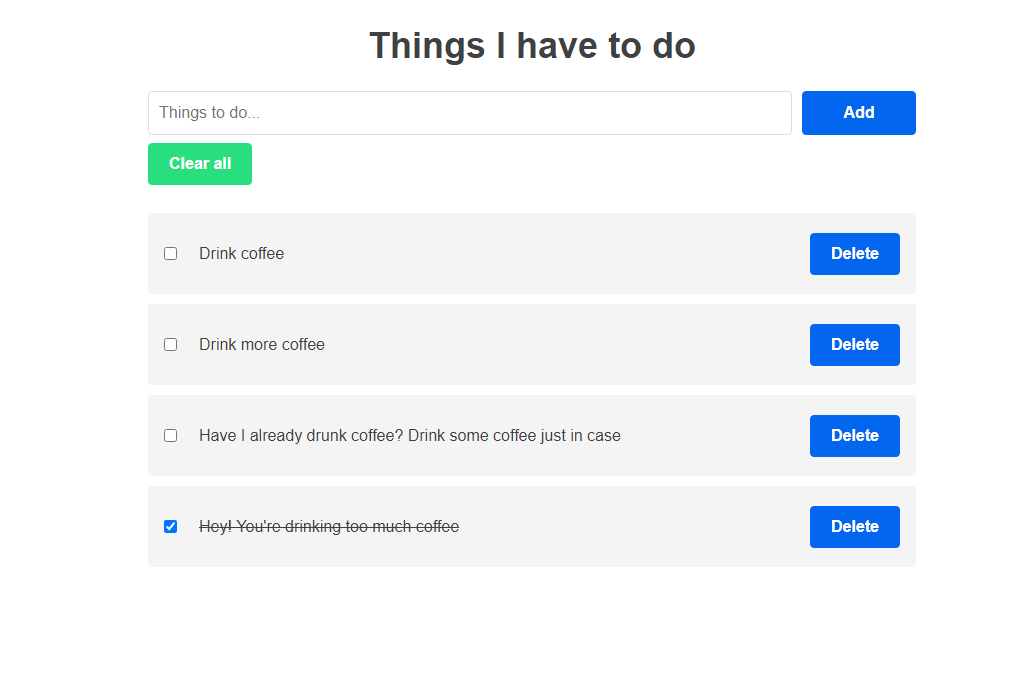 Things I have to do
Things to do...
Add
Clear all
Drink coffee
Delete
Drink more coffee
Delete
Have I already drunk coffee? Drink some coffee just in case
Delete
Hey! You're drinking too much coffee
Delete